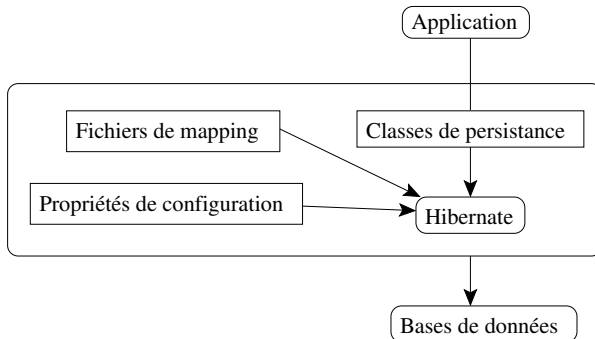 Application
Fichiers de mapping
Classes de persistance
Propriétés de configuration
Hibernate
Bases de données